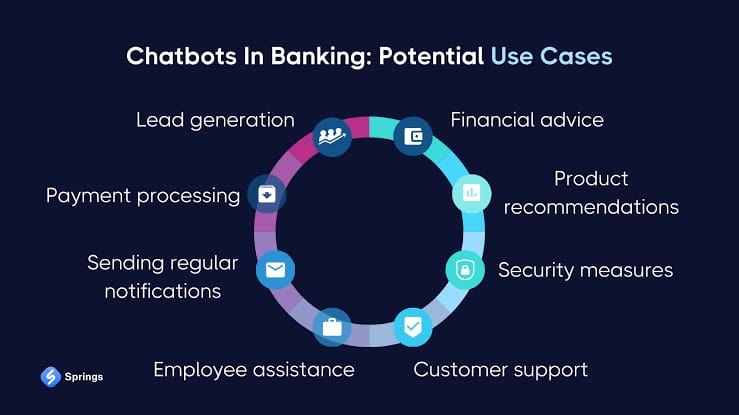 Chatbots In Banking: Potential Use Cases
Lead generation
Financial advice
Payment processing
Product
recommendations
Sending regular
notifications
Security measures
Employee assistance
Customer support
Springs